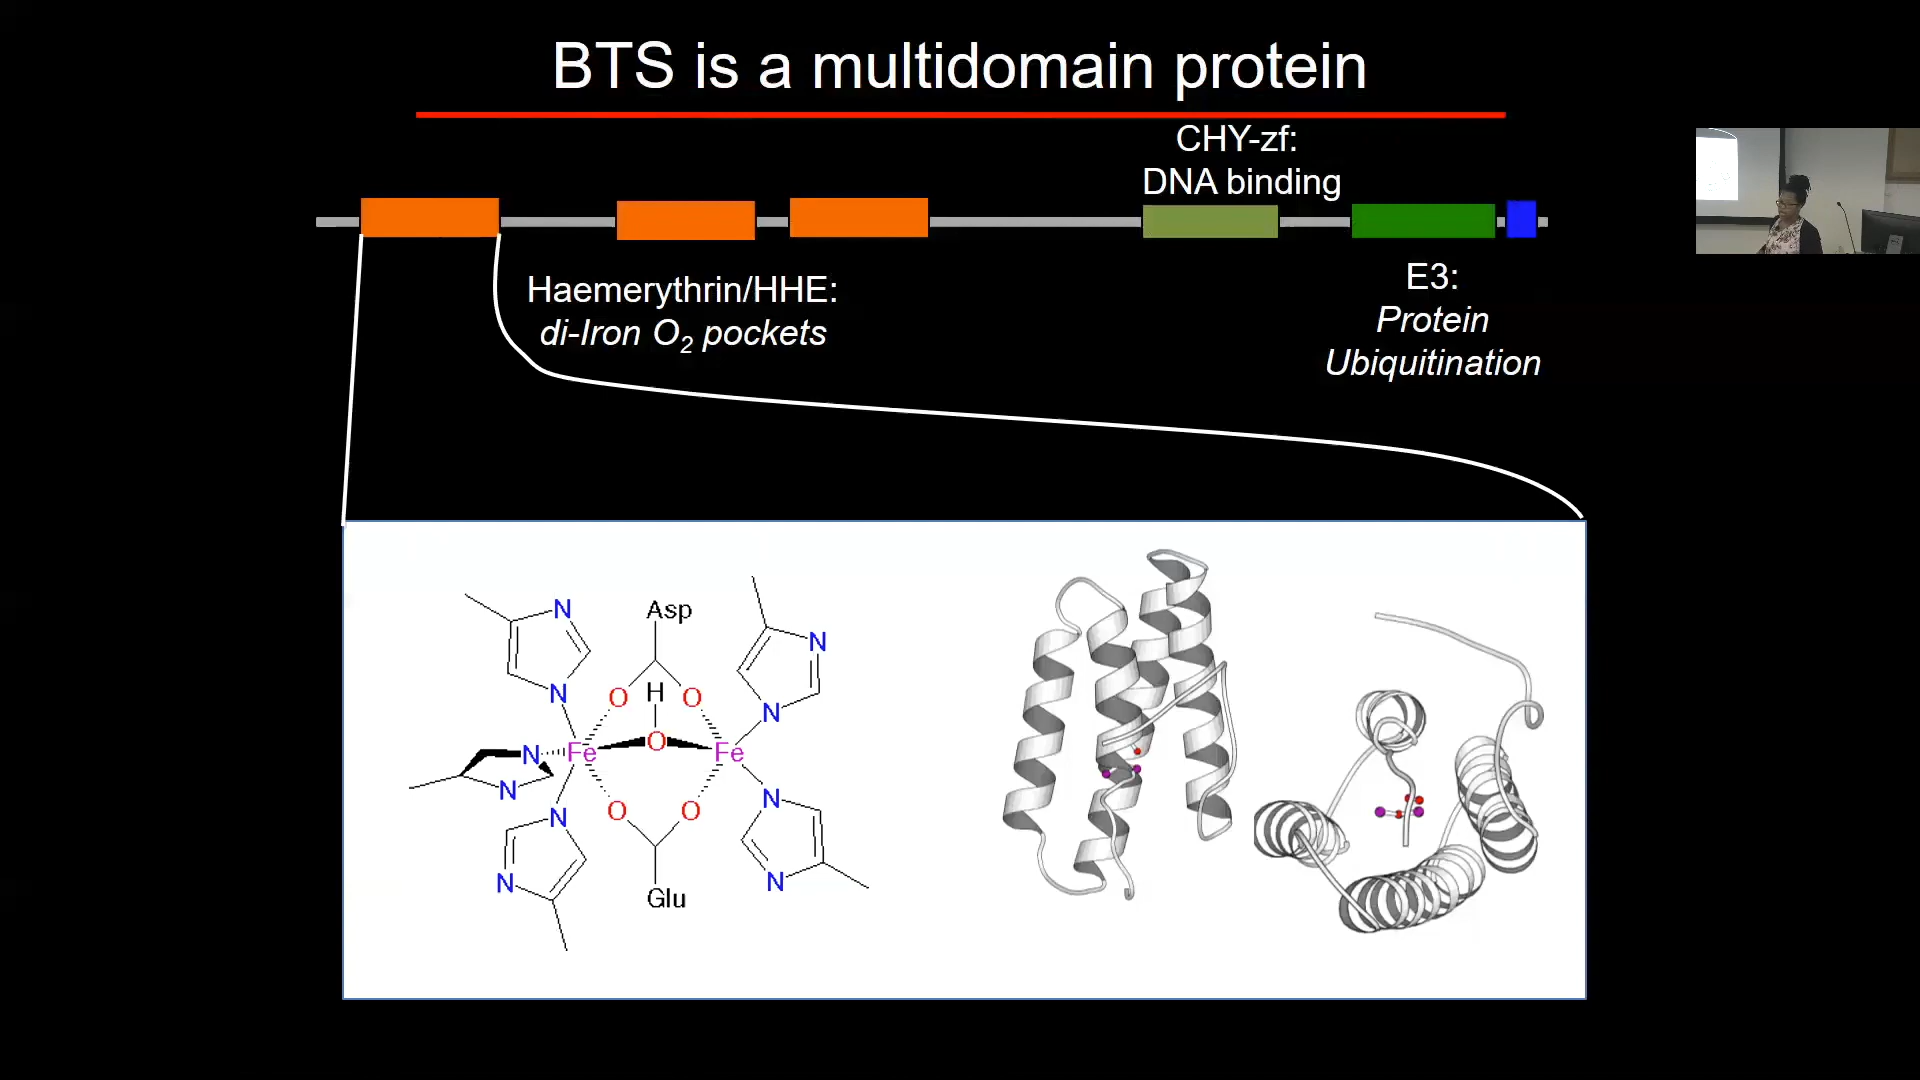 BTS is a multidomain protein
CHY-zf:
DNA binding
Haemerythrin/HHE:
di-Iron O2 pockets
E3:
Protein
Ubiquitination
Asp
N
N
N
O
H
O
N
N
Fe
O
Fe
N
N
O
O
N
N
N
Glu